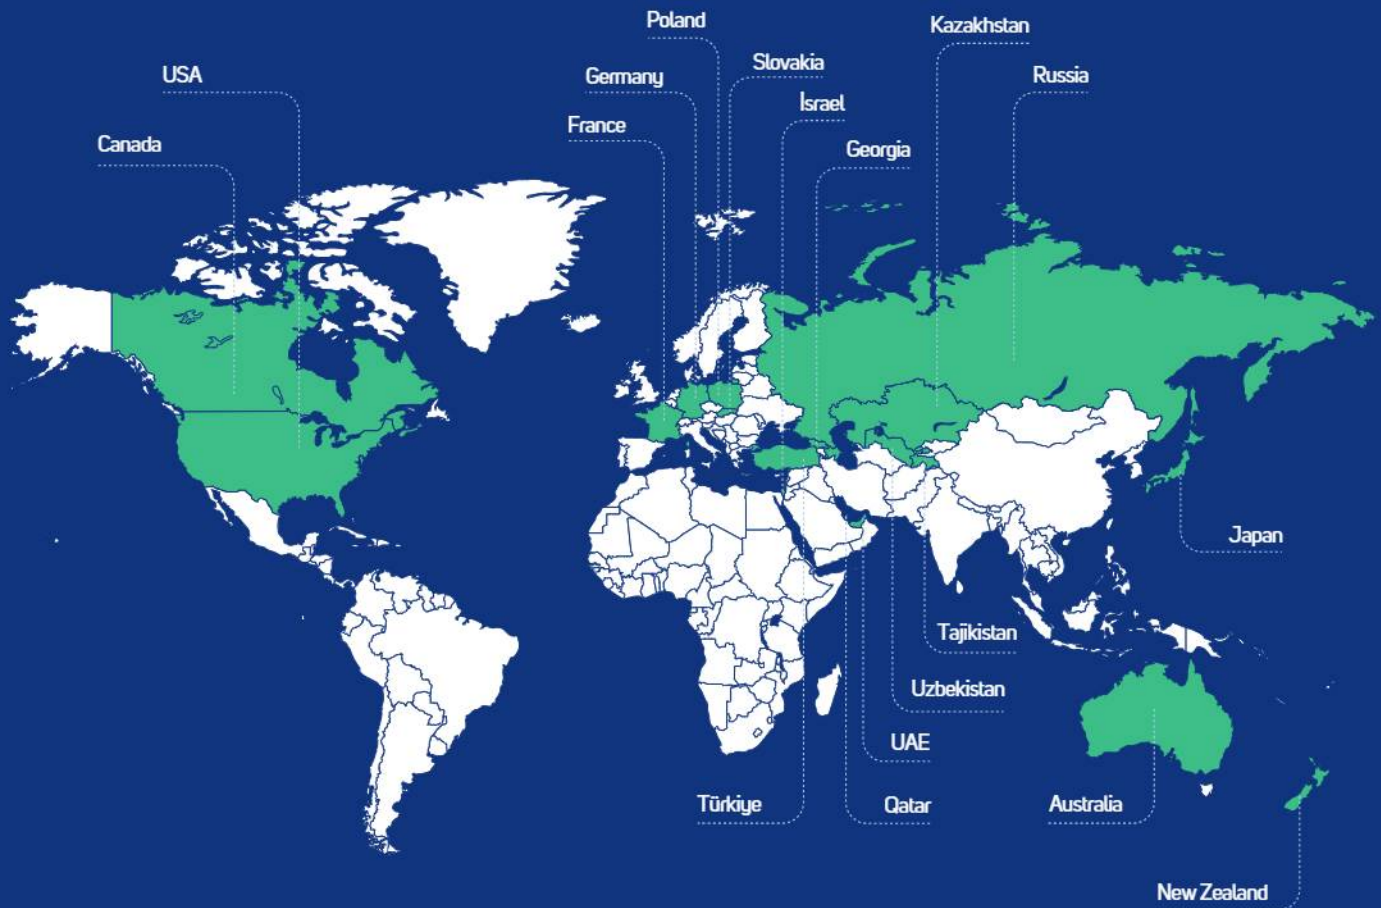 Poland
Kazakhstan
USA
Slovakia
Germany
Russia
İsrael
France
Canada
Georgia
Japan
Tajikistan
Uzbekistan
UAE
Türkiye
Qatar
Australia
New Zealand